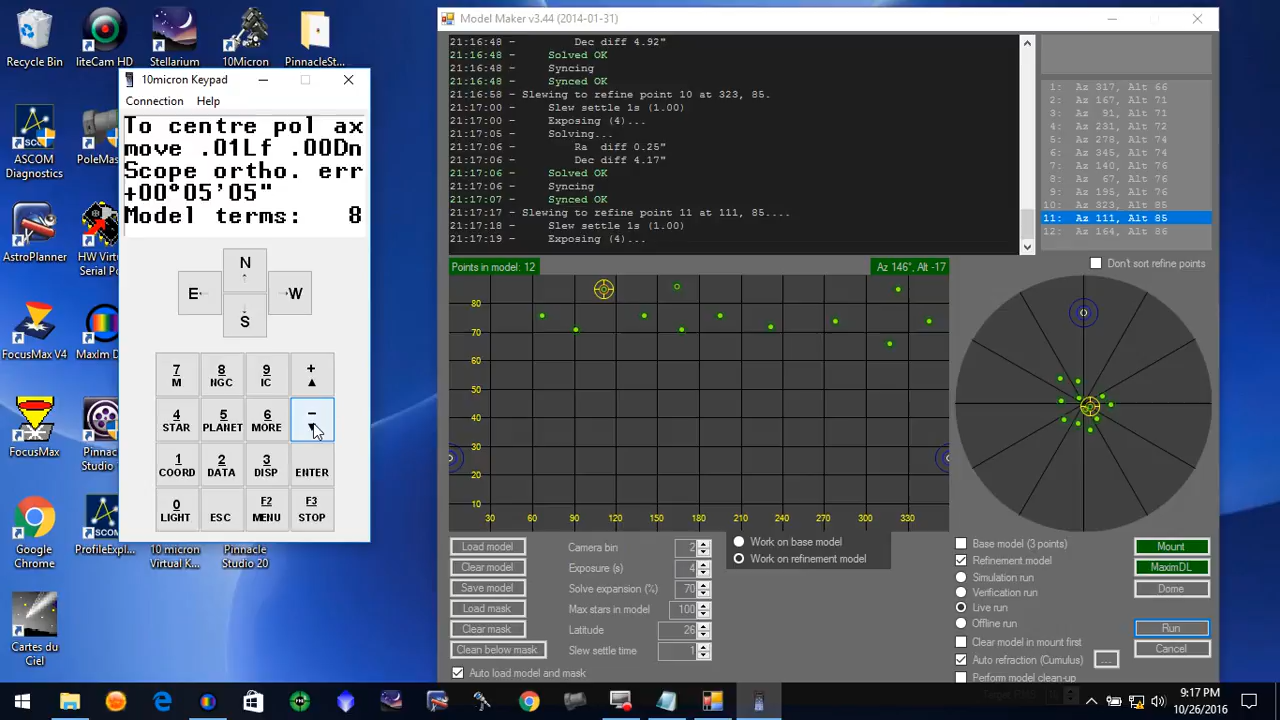 Recycle Bin
liteCam HD
Stellarium
10Micron
PinnacleSt...
ASCOM
Diagnostics
PoleMas
AstroPlanner
HW Virtual
Serial Po
FocusMax V4
MaxIm D
FocusMax
Pinnac
Studio
Google
Chrome
ProfileExpl...
10 micron
Virtual K...
Pinnacle
Studio 20
Cartes du
Ciel
10micron Keypad
Connection Help
To centre pol ax
move .01Lf .00Dn
Scope ortho. err
+00°05'05"
Model terms: 8
N
E
W
S
7
M
8
NGC
9
IC
+
▲
4
STAR
5
PLANET
6
MORE
−
▼
1
COORD
2
DATA
3
DISP
ENTER
0
LIGHT
ESC
F2
MENU
F3
STOP
Model Maker v3.44 (2014-01-31)
Dec diff 4.92"
21:16:48 - Solved OK
21:16:48 - Syncing
21:16:48 - Synced OK
21:16:58 - Slewing to refine point 10 at 323, 85.
21:17:00 - Slew settle is (1.00)
21:17:00 - Exposing (4)...
21:17:05 - Solving...
21:17:06 - Ra diff 0.25"
21:17:06 - Dec diff 4.17"
21:17:06 - Solved OK
21:17:06 - Syncing
21:17:07 - Synced OK
21:17:17 - Slewing to refine point 11 at 111, 85....
21:17:18 - Slew settle is (1.00)
21:17:19 - Exposing (4)...
1: Az 317, Alt 66
2: Az 167, Alt 71
3: Az 91, Alt 71
4: Az 231, Alt 72
5: Az 278, Alt 74
6: Az 345, Alt 74
7: Az 140, Alt 76
8: Az 67, Alt 76
9: Az 195, Alt 76
10: Az 323, Alt 85
11: Az 111, Alt 85
12: Az 164, Alt 86
Points in model: 12
Az 146°, Alt -17
Don't sort refine points
80
70
60
50
40
30
20
10
30 60 90 120 150 180 210 240 270 300 330
Load model
Clear model
Save model
Load mask
Clear mask
Clean below mask
Auto load model and mask
Camera bin 2
Exposure (s) 4
Solve expansion (%) 70
Max stars in model 100
Latitude 26
Slew settle time 1
Work on base model
Work on refinement model
Base model (3 points)
Refinement model
Simulation run
Verification run
Live run
Offline run
Clear model in mount first
Auto refraction (Cumulus) ...
Perform model clean-up
Mount
MaximDL
Dome
Run
Cancel
9:17 PM
10/26/2016